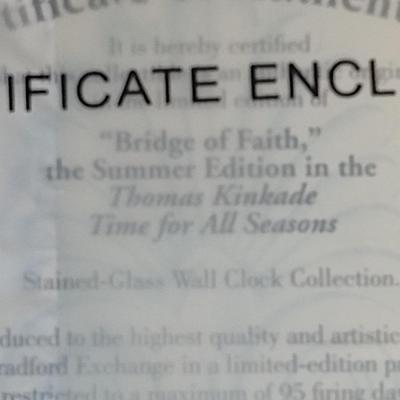 It is hereby certified
IFICATE ENCL
of
"Bridge of Faith,"
the Summer Edition in the
Thomas Kinkade
Time for All Seasons
Stained-Glass Wall Clock Collection.
duced to the highest quality and artistic
radford Exchange in a limited-edition
restricted to a maximum of 95 firing da